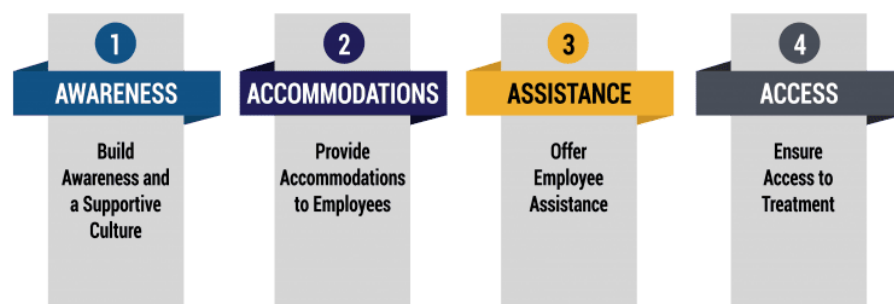 1
AWARENESS
Build
Awareness and
a Supportive
Culture
2
ACCOMMODATIONS
Provide
Accommodations
to Employees
3
ASSISTANCE
Offer
Employee
Assistance
4
ACCESS
Ensure
Access to
Treatment